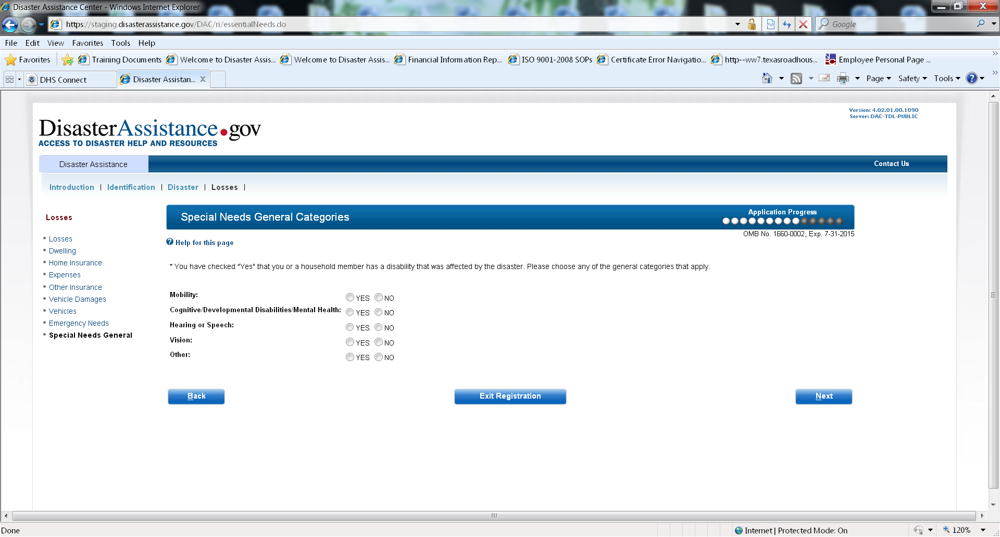 Disaster Assistance Center - Windows Internet Explorer
https://staging.disasterassistance.gov/DAC/ri/essentialNeeds.do
Google
File Edit View Favorites Tools Help
Favorites Training Documents Welcome to Disaster Assis... Welcome to Disaster Assis... Financial Information Rep... ISO 9001-2008 SOPs Certificate Error Navigatio... http--ww7.texasroadhous... Employee Personal Page ...
DHS Connect Disaster Assistan... Page Safety Tools
Version: 4.02.01.00.1090
Server: DAC-TDL-PUBLIC
DisasterAssistance.gov
ACCESS TO DISASTER HELP AND RESOURCES
Disaster Assistance Contact Us
Introduction | Identification | Disaster | Losses |
Losses
• Losses
• Dwelling
• Home Insurance
• Expenses
• Other Insurance
• Vehicle Damages
• Vehicles
• Emergency Needs
• Special Needs General
Special Needs General Categories
Application Progress
OMB No. 1660-0002, Exp. 7-31-2015
? Help for this page
* You have checked "Yes" that you or a household member has a disability that was affected by the disaster. Please choose any of the general categories that apply.
Mobility: YES NO
Cognitive/Developmental Disabilities/Mental Health: YES NO
Hearing or Speech: YES NO
Vision: YES NO
Other: YES NO
Back Exit Registration Next
Done Internet | Protected Mode: On 120%